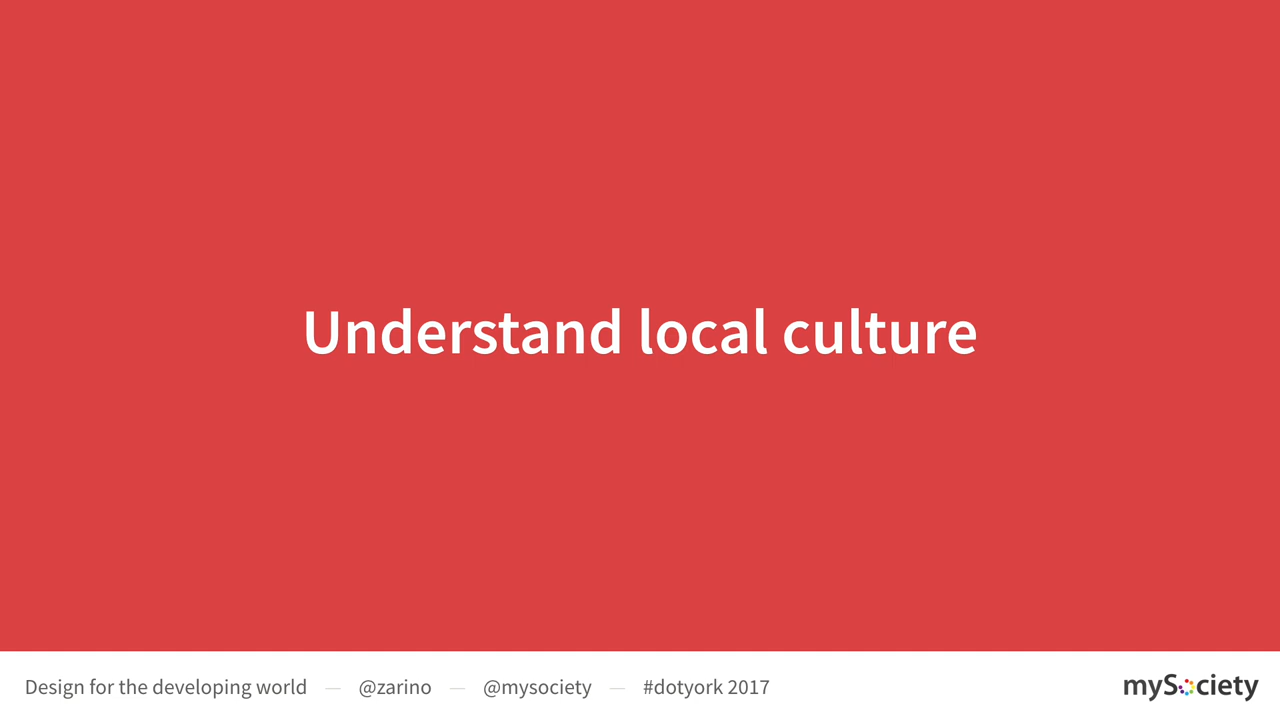 Understand local culture
Design for the developing world — @zarino — @mysociety — #dotyork 2017
mySociety